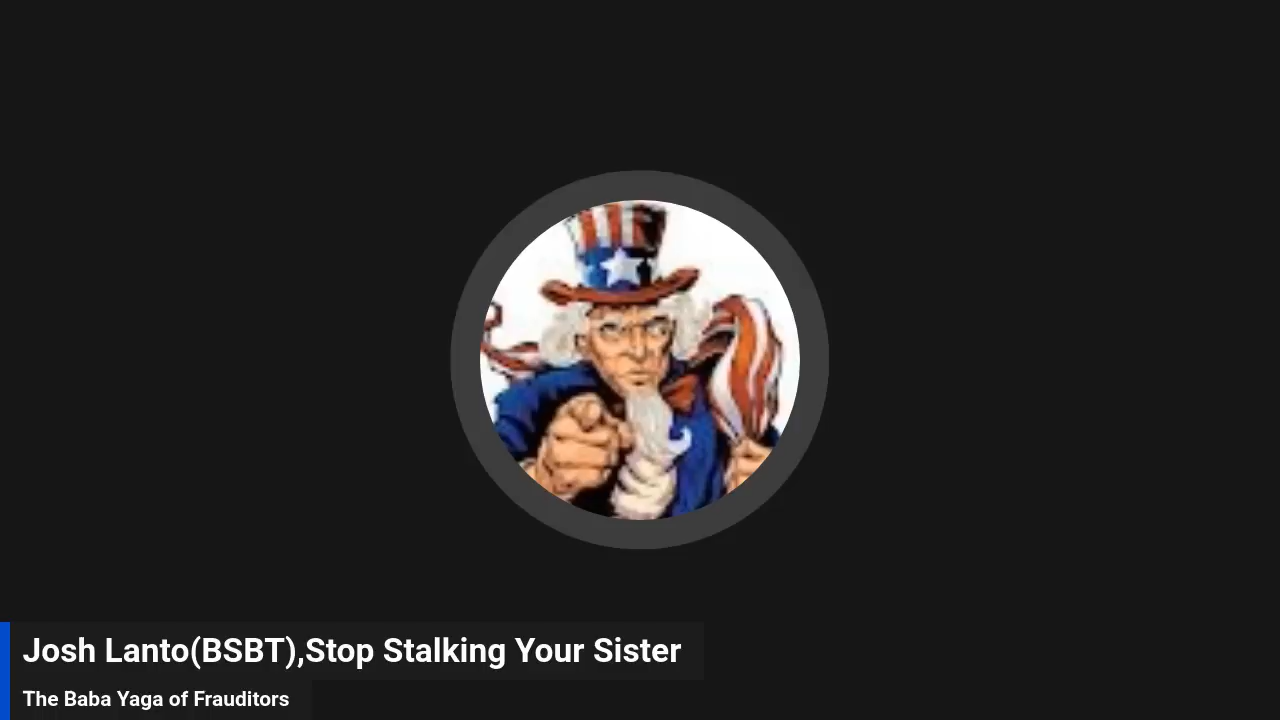 Josh Lanto(BSBT),Stop Stalking Your Sister
The Baba Yaga of Frauditors